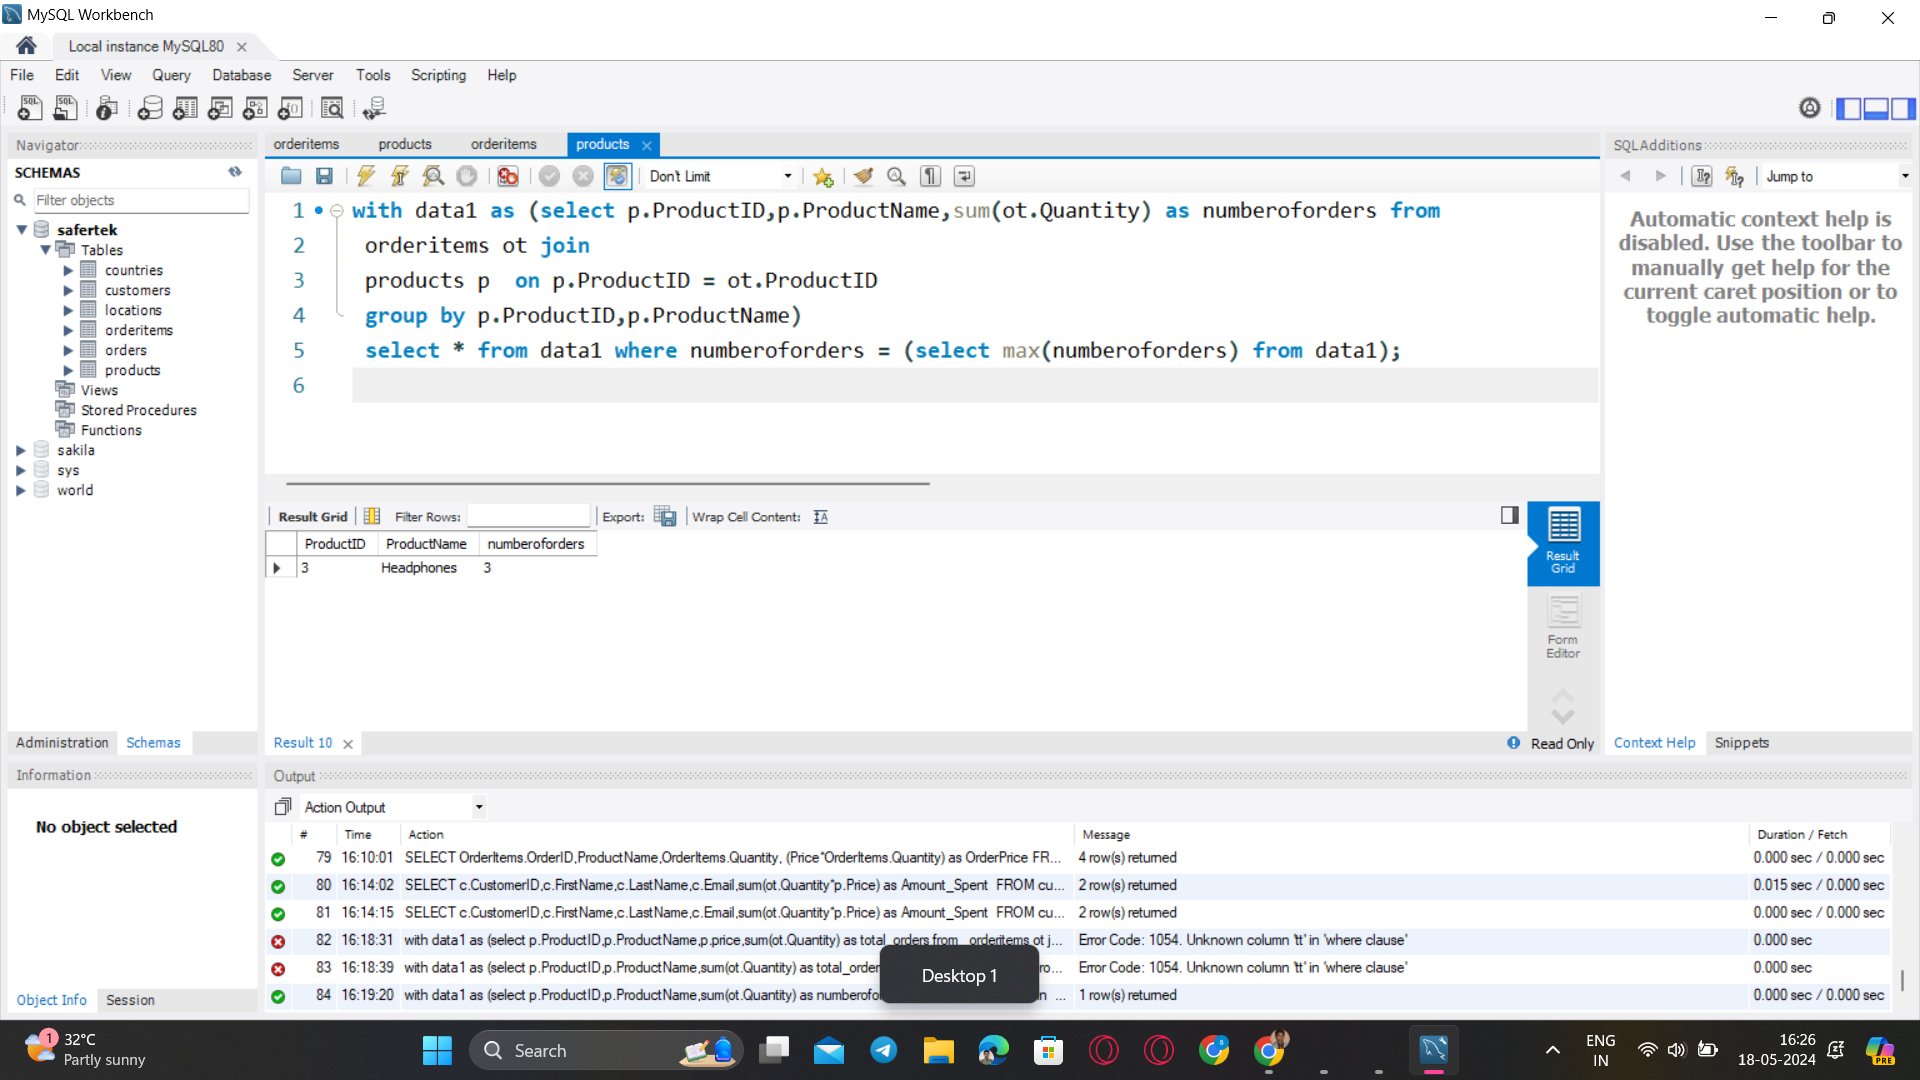 MySQL Workbench
Local instance MySQL80
File Edit View Query Database Server Tools Scripting Help
Navigator
SCHEMAS
Filter objects
safertek
Tables
countries
customers
locations
orderitems
orders
products
Views
Stored Procedures
Functions
sakila
sys
world
Administration Schemas
Information
No object selected
Object Info Session
orderitems products orderitems products
Don't Limit
1 with data1 as (select p.ProductID,p.ProductName,sum(ot.Quantity) as numberoforders from
2 orderitems ot join
3 products p  on p.ProductID = ot.ProductID
4 group by p.ProductID,p.ProductName)
5 select * from data1 where numberoforders = (select max(numberoforders) from data1);
6
Result Grid Filter Rows: Export: Wrap Cell Content:
ProductID ProductName numberoforders
3 Headphones 3
Result Grid
Form Editor
Result 10 Read Only
SQLAdditions
Jump to
Automatic context help is
disabled. Use the toolbar to
manually get help for the
current caret position or to
toggle automatic help.
Context Help Snippets
Output
Action Output
# Time Action Message Duration / Fetch
79 16:10:01 SELECT OrderItems.OrderID,ProductName,OrderItems.Quantity, (Price*OrderItems.Quantity) as OrderPrice FR... 4 row(s) returned 0.000 sec / 0.000 sec
80 16:14:02 SELECT c.CustomerID,c.FirstName,c.LastName,c.Email,sum(ot.Quantity*p.Price) as Amount_Spent  FROM cu... 2 row(s) returned 0.015 sec / 0.000 sec
81 16:14:15 SELECT c.CustomerID,c.FirstName,c.LastName,c.Email,sum(ot.Quantity*p.Price) as Amount_Spent  FROM cu... 2 row(s) returned 0.000 sec / 0.000 sec
82 16:18:31 with data1 as (select p.ProductID,p.ProductName,p.price,sum(ot.Quantity) as total_orders from  orderitems ot j... Error Code: 1054. Unknown column 'tt' in 'where clause' 0.000 sec
83 16:18:39 with data1 as (select p.ProductID,p.ProductName,sum(ot.Quantity) as total_order ro... Error Code: 1054. Unknown column 'tt' in 'where clause' 0.000 sec
84 16:19:20 with data1 as (select p.ProductID,p.ProductName,sum(ot.Quantity) as numberofo n ... 1 row(s) returned 0.000 sec / 0.000 sec
Desktop 1
1
32°C
Partly sunny
Search
ENG
IN
16:26
18-05-2024
PRE